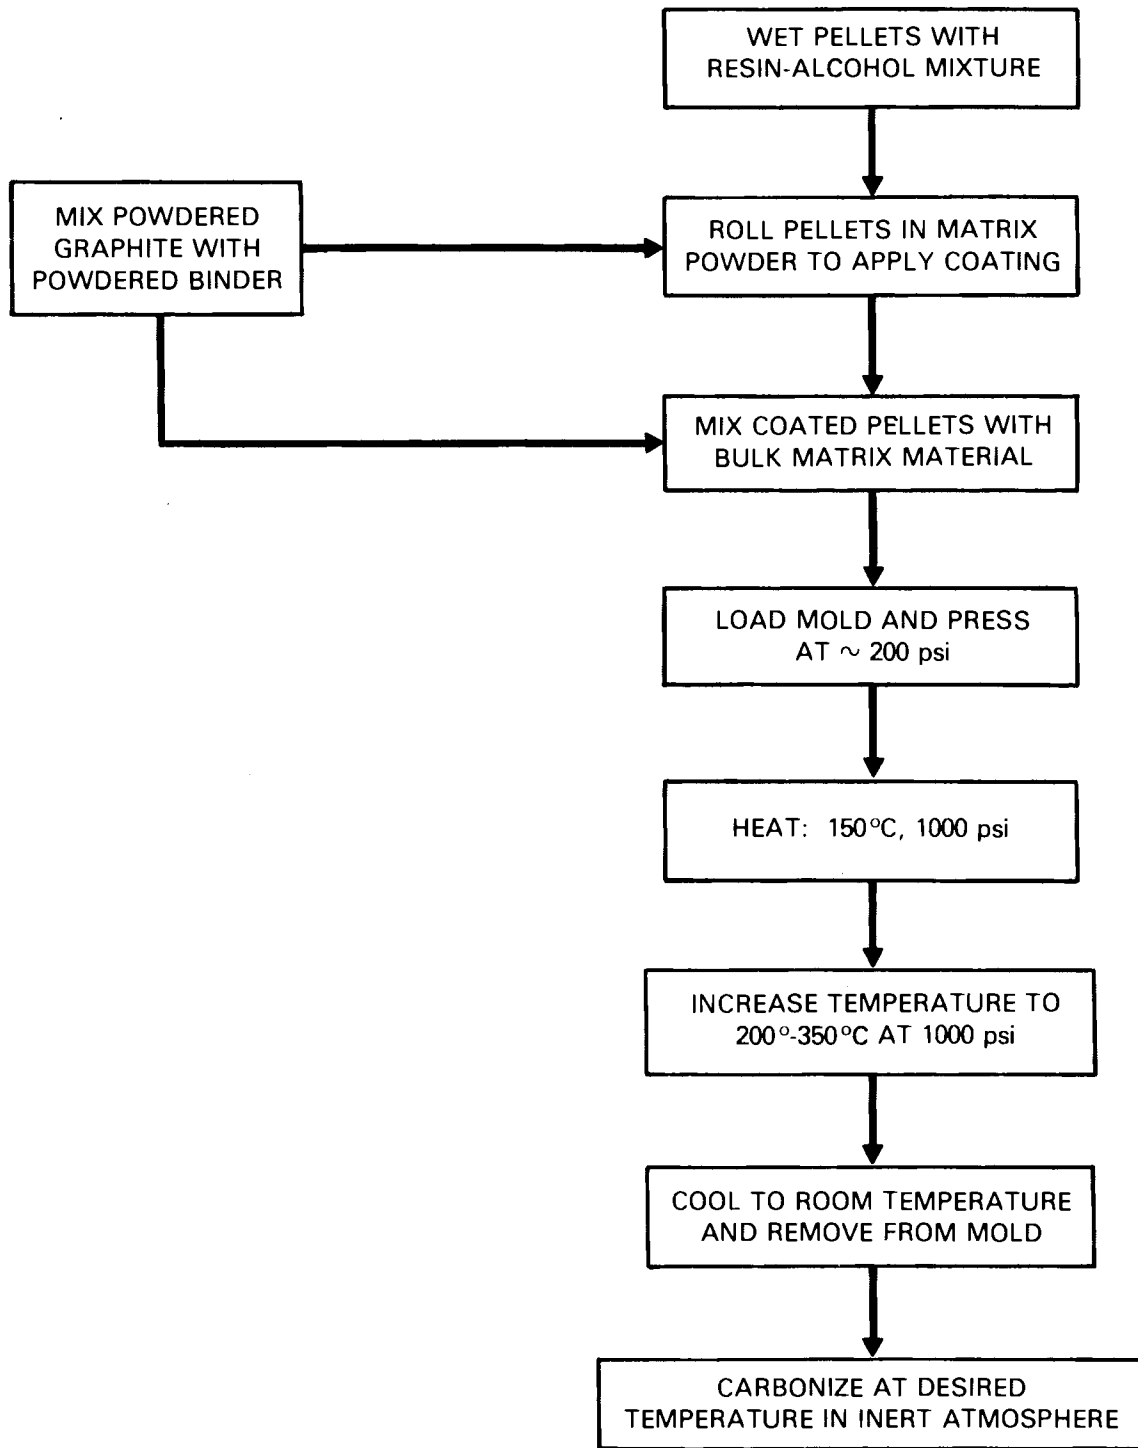 WET PELLETS WITH
RESIN-ALCOHOL MIXTURE
MIX POWDERED
GRAPHITE WITH
POWDERED BINDER
ROLL PELLETS IN MATRIX
POWDER TO APPLY COATING
MIX COATED PELLETS WITH
BULK MATRIX MATERIAL
LOAD MOLD AND PRESS
AT ~ 200 psi
HEAT: 150°C, 1000 psi
INCREASE TEMPERATURE TO
200°-350°C AT 1000 psi
COOL TO ROOM TEMPERATURE
AND REMOVE FROM MOLD
CARBONIZE AT DESIRED
TEMPERATURE IN INERT ATMOSPHERE